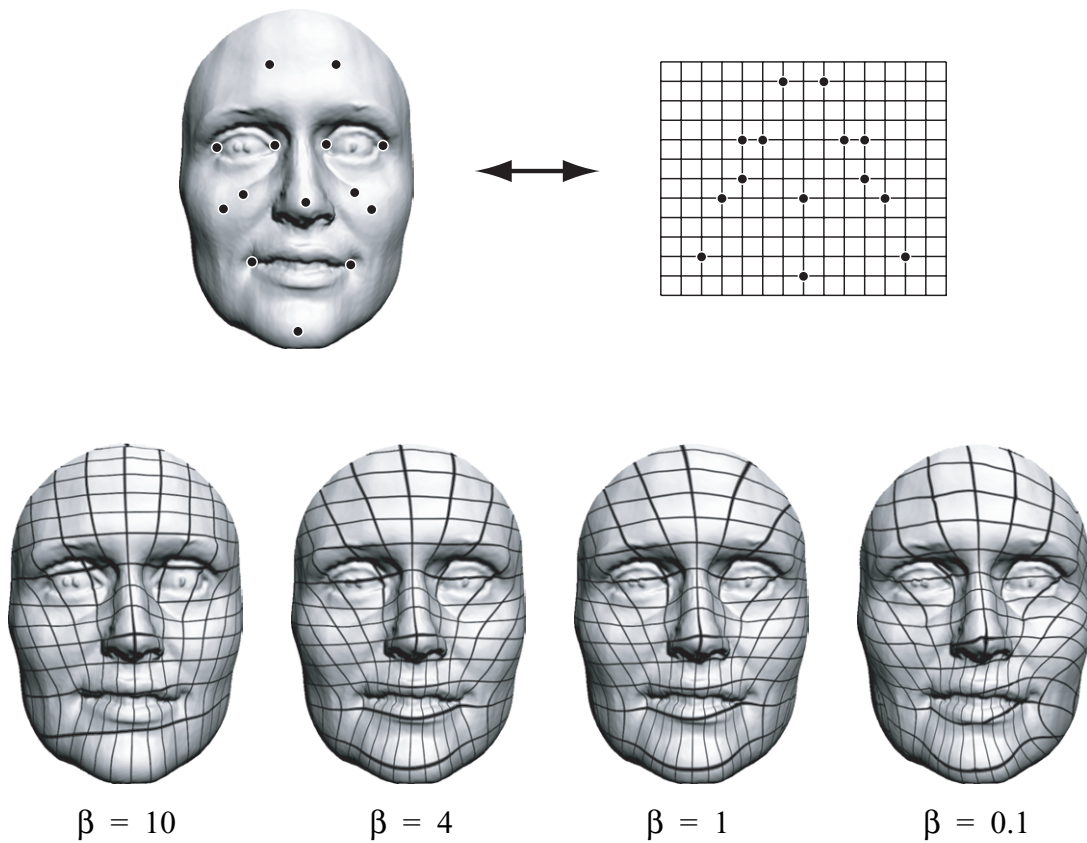 β = 10
β = 4
β = 1
β = 0.1